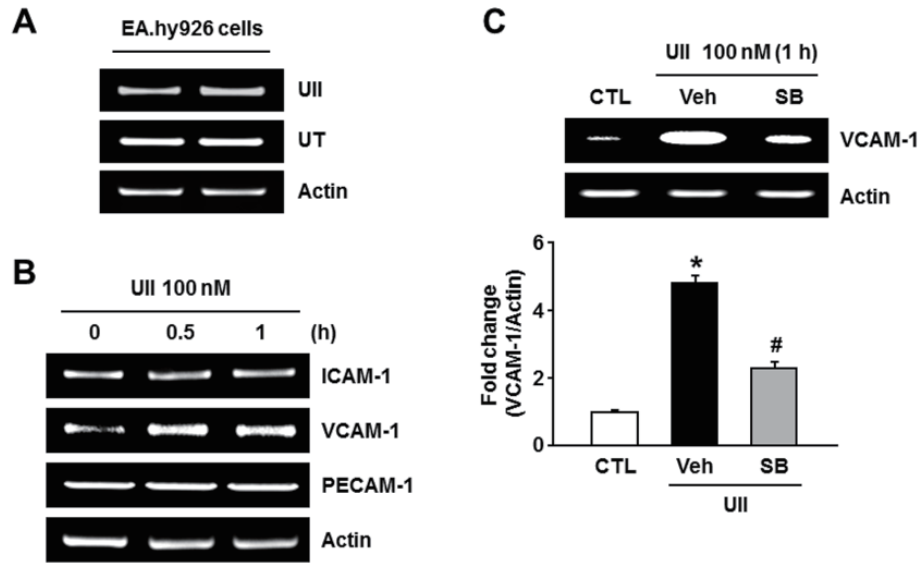 A
EA.hy926 cells
UII
UT
Actin
B
UII 100 nM
0 0.5 1 (h)
ICAM-1
VCAM-1
PECAM-1
Actin
C
UII 100 nM (1 h)
CTL Veh SB
VCAM-1
Actin
Fold change
(VCAM-1/Actin)
6
4
2
0
*
#
CTL Veh SB
UII